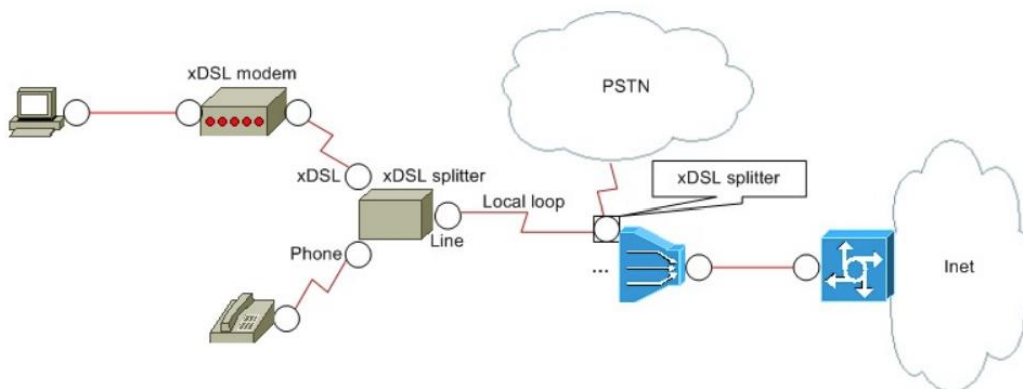 xDSL modem
PSTN
xDSL
xDSL splitter
xDSL splitter
Local loop
Line
Phone
...
Inet